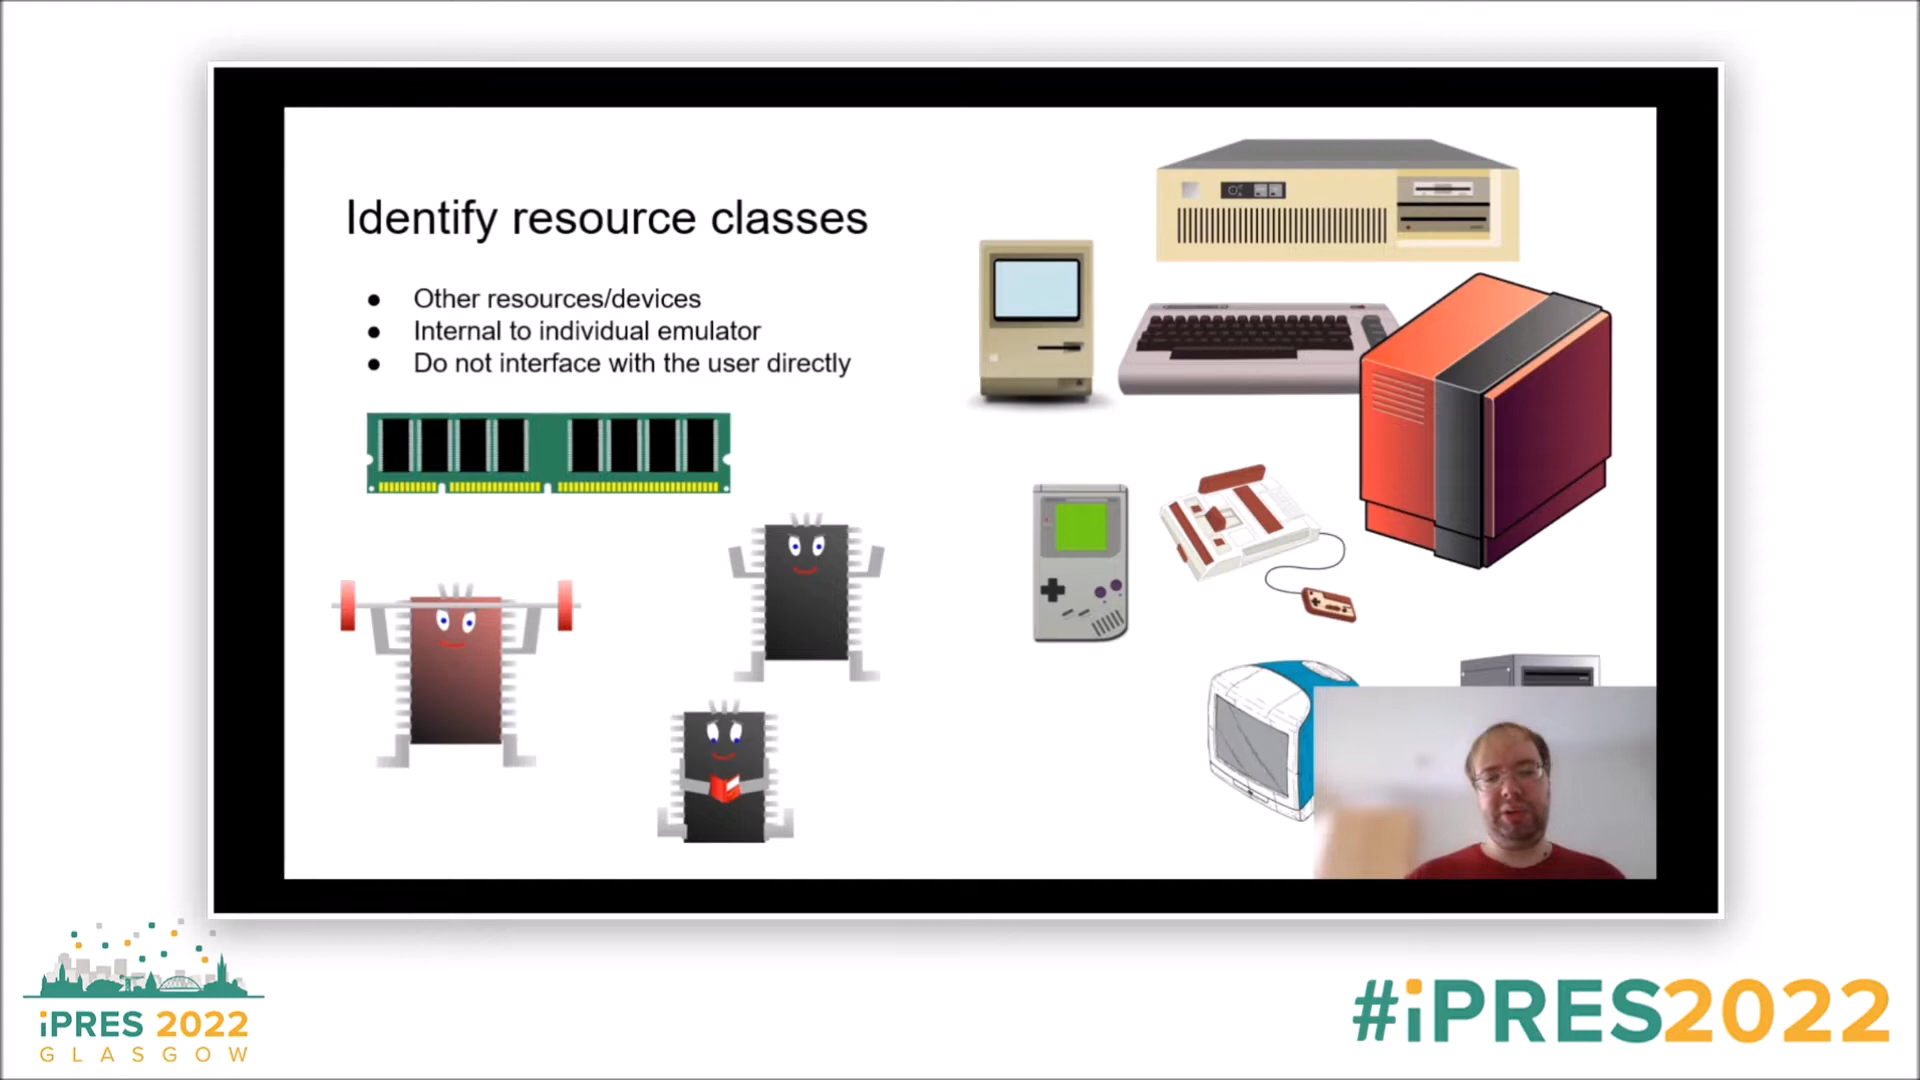 Identify resource classes
● Other resources/devices
● Internal to individual emulator
● Do not interface with the user directly
iPRES 2022
GLASGOW
#iPRES2022